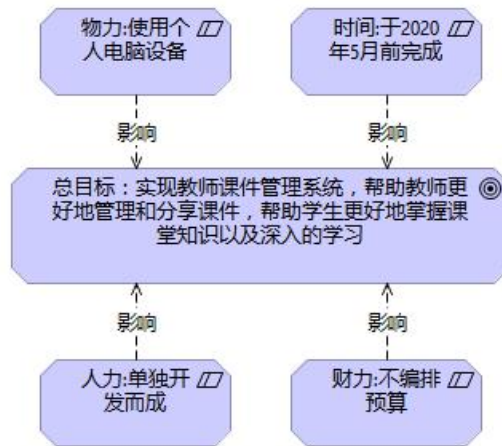 物力:使用个
人电脑设备
时间:于2020
年5月前完成
影响
影响
总目标：实现教师课件管理系统，帮助教师更
好地管理和分享课件，帮助学生更好地掌握课
堂知识以及深入的学习
影响
影响
人力:单独开
发而成
财力:不编排
预算